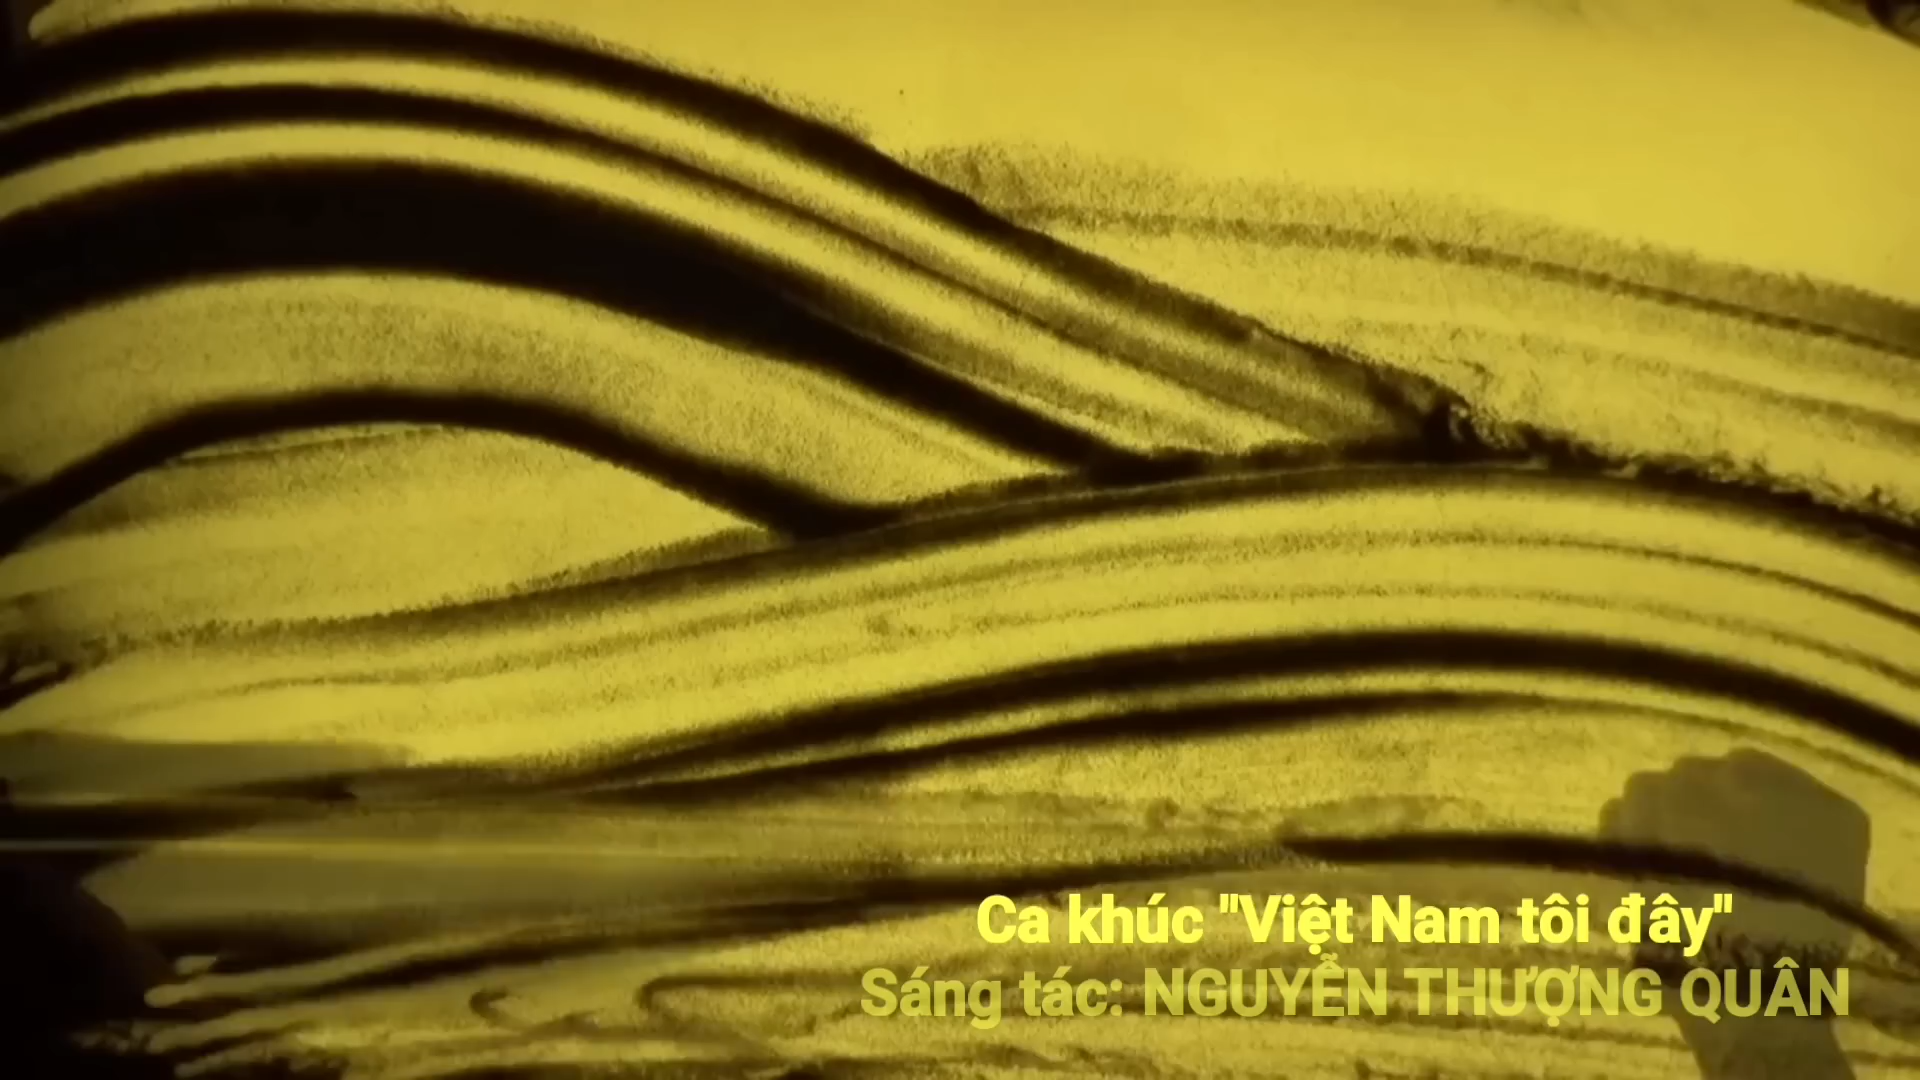 Ca khúc "Việt Nam tôi đây"
Sáng tác: NGUYỄN THƯỢNG QUÂN